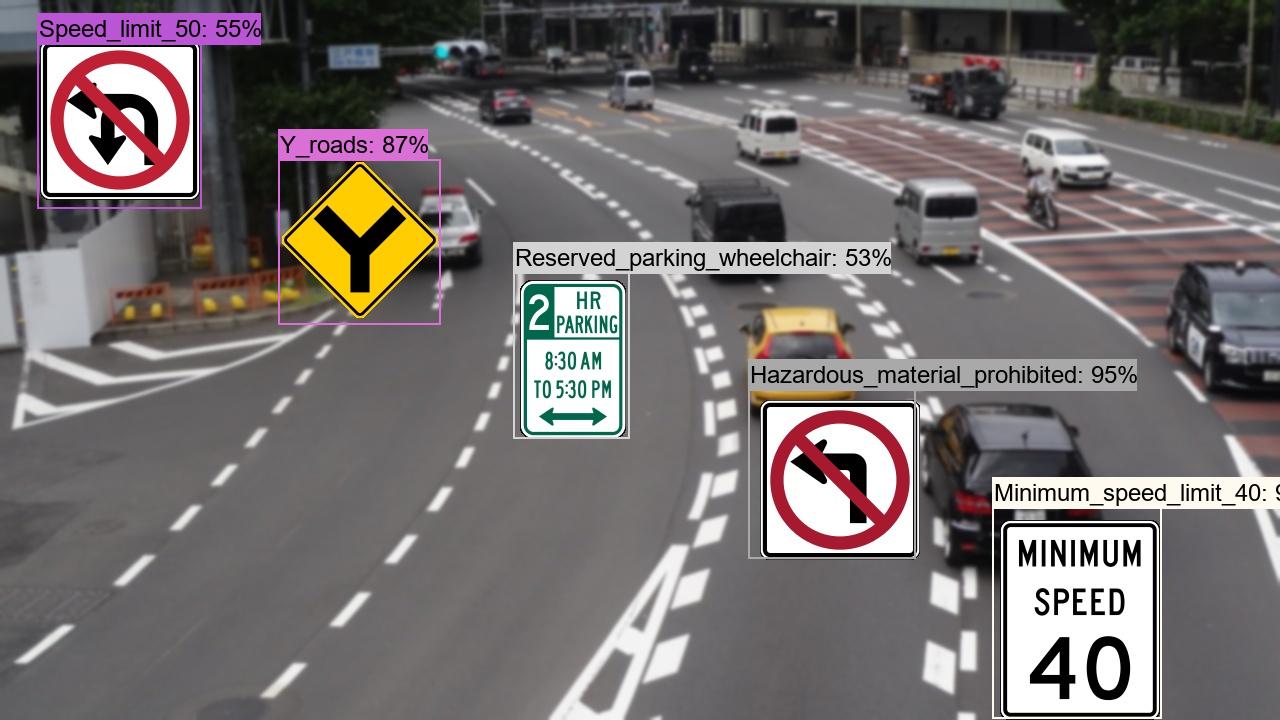 Speed_limit_50: 55%
Y_roads: 87%
Reserved_parking_wheelchair: 53%
2 HR
PARKING
8:30 AM
TO 5:30 PM
Hazardous_material_prohibited: 95%
Minimum_speed_limit_40: 9
MINIMUM
SPEED
40